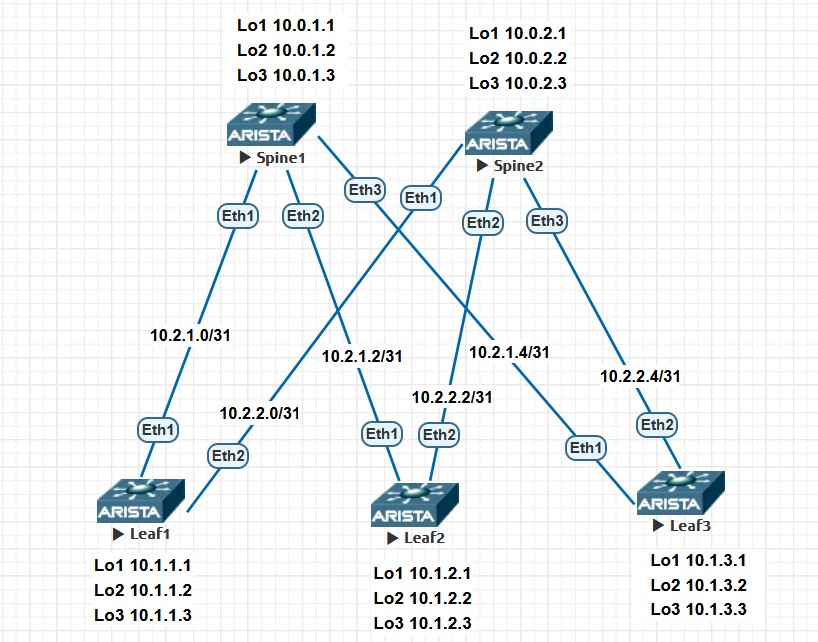 Lo1 10.0.1.1
Lo2 10.0.1.2
Lo3 10.0.1.3
Lo1 10.0.2.1
Lo2 10.0.2.2
Lo3 10.0.2.3
ARISTA
Spine1
ARISTA
Spine2
Eth3
Eth1
Eth1
Eth2
Eth2
Eth3
10.2.1.0/31
10.2.1.2/31
10.2.1.4/31
10.2.2.4/31
10.2.2.2/31
10.2.2.0/31
Eth1
Eth2
Eth1
Eth2
Eth1
Eth2
ARISTA
Leaf1
ARISTA
Leaf2
ARISTA
Leaf3
Lo1 10.1.1.1
Lo2 10.1.1.2
Lo3 10.1.1.3
Lo1 10.1.2.1
Lo2 10.1.2.2
Lo3 10.1.2.3
Lo1 10.1.3.1
Lo2 10.1.3.2
Lo3 10.1.3.3